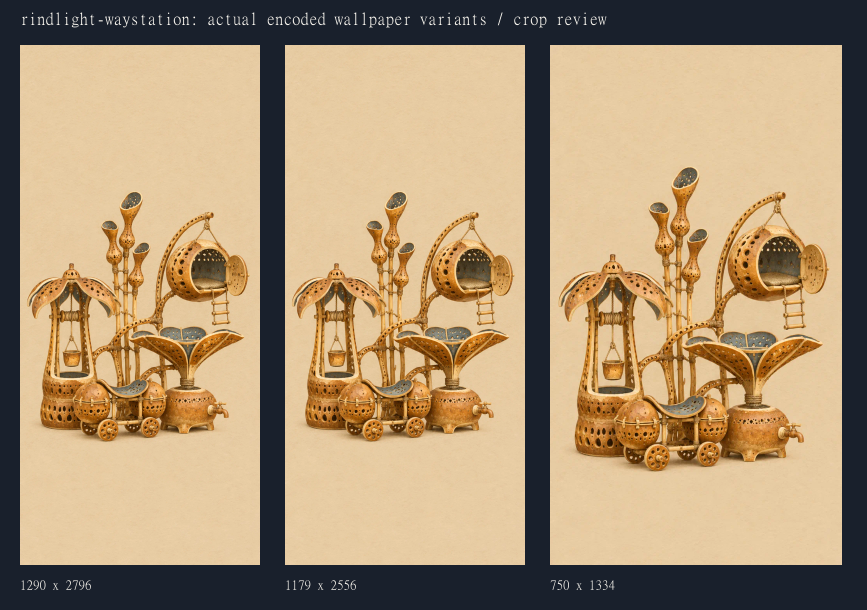 rindlight-waystation: actual encoded wallpaper variants / crop review
1290 x 2796
1179 x 2556
750 x 1334